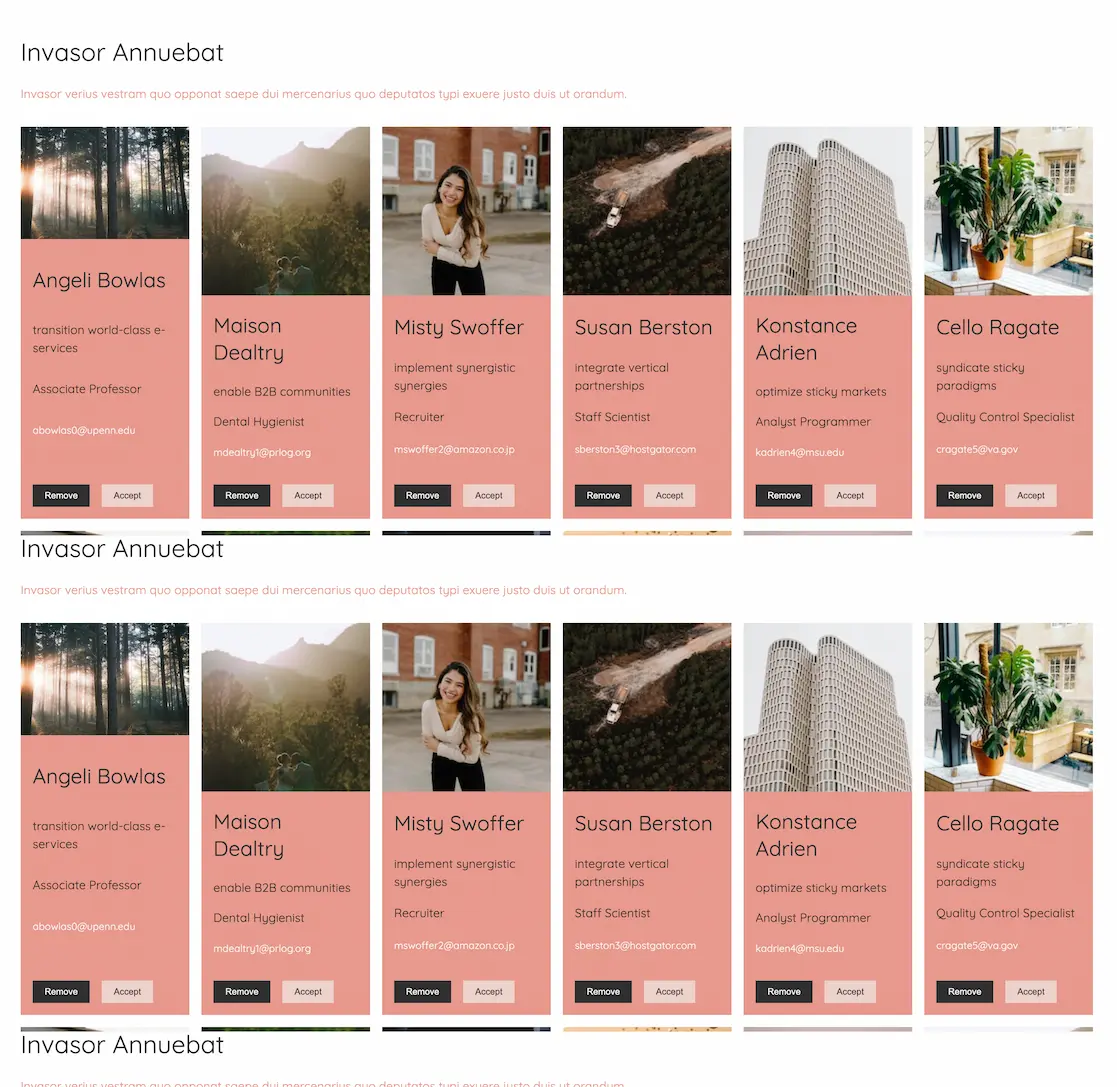 Invasor Annuebat
Invasor verius vestram quo opponat saepe dui mercenarius quo deputatos typi exuere justo duis ut orandum.
Angeli Bowlas
transition world-class e-
services
Associate Professor
abowlas0@upenn.edu
Remove Accept
Maison
Dealtry
enable B2B communities
Dental Hygienist
mdealtry1@prlog.org
Remove Accept
Misty Swoffer
implement synergistic
synergies
Recruiter
mswoffer2@amazon.co.jp
Remove Accept
Susan Berston
integrate vertical
partnerships
Staff Scientist
sberston3@hostgator.com
Remove Accept
Konstance
Adrien
optimize sticky markets
Analyst Programmer
kadrien4@msu.edu
Remove Accept
Cello Ragate
syndicate sticky
paradigms
Quality Control Specialist
cragate5@va.gov
Remove Accept
Invasor Annuebat
Invasor verius vestram quo opponat saepe dui mercenarius quo deputatos typi exuere justo duis ut orandum.
Angeli Bowlas
transition world-class e-
services
Associate Professor
abowlas0@upenn.edu
Remove Accept
Maison
Dealtry
enable B2B communities
Dental Hygienist
mdealtry1@prlog.org
Remove Accept
Misty Swoffer
implement synergistic
synergies
Recruiter
mswoffer2@amazon.co.jp
Remove Accept
Susan Berston
integrate vertical
partnerships
Staff Scientist
sberston3@hostgator.com
Remove Accept
Konstance
Adrien
optimize sticky markets
Analyst Programmer
kadrien4@msu.edu
Remove Accept
Cello Ragate
syndicate sticky
paradigms
Quality Control Specialist
cragate5@va.gov
Remove Accept
Invasor Annuebat
Invasor verius vestram quo opponat saepe dui mercenarius quo deputatos typi exuere justo duis ut orandum.